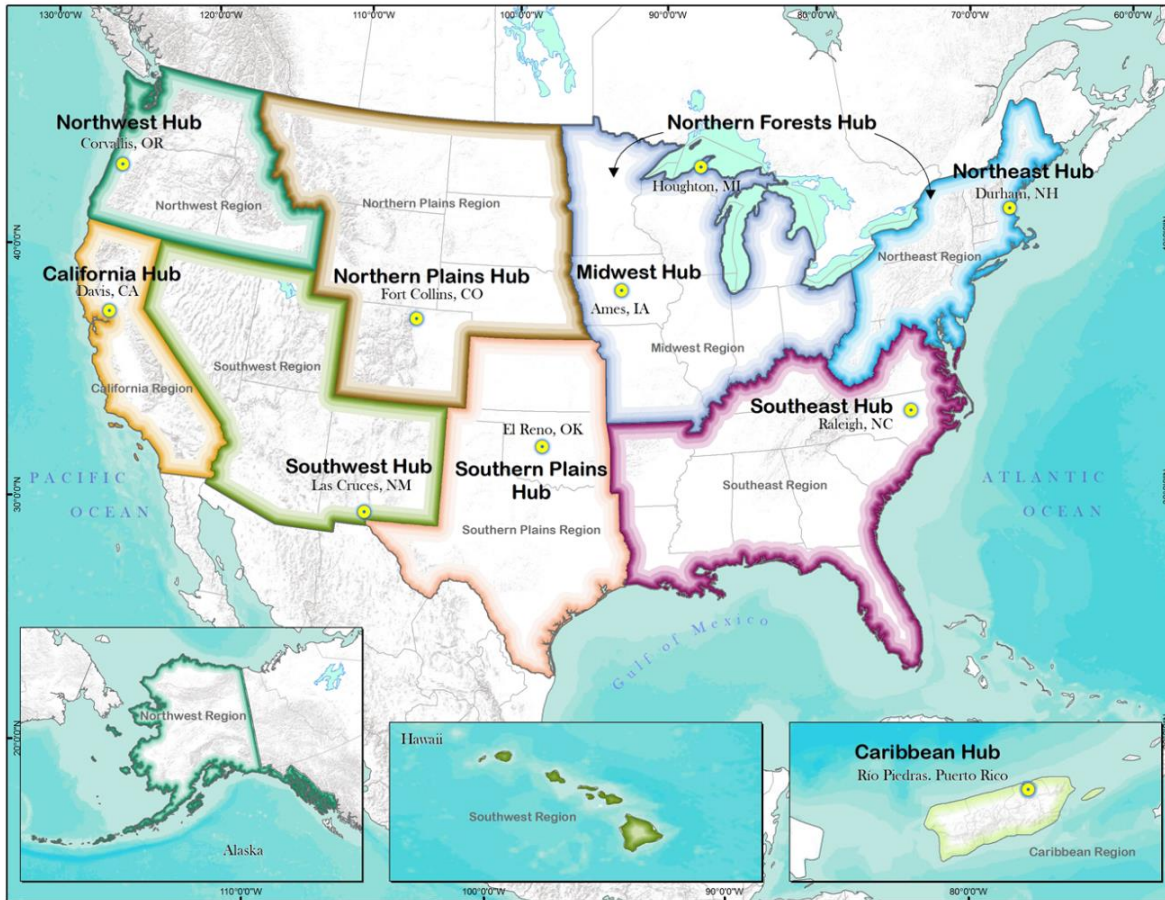 130°0'0"W
120°0'0"W
110°0'0"W
100°0'0"W
90°0'0"W
80°0'0"W
70°0'0"W
60°0'0"W
Northwest Hub
Corvallis, OR
Northwest Region
Northern Plains Region
Northern Forests Hub
Houghton, MI
Northeast Hub
Durham, NH
Northeast Region
40°0'0"N
California Hub
Davis, CA
California Region
Northern Plains Hub
Fort Collins, CO
Midwest Hub
Ames, IA
Midwest Region
Southwest Region
Southeast Hub
Raleigh, NC
Southeast Region
El Reno, OK
Southern Plains
Hub
Southern Plains Region
Southwest Hub
Las Cruces, NM
PACIFIC
OCEAN
ATLANTIC
OCEAN
30°0'0"N
Gulf of Mexico
20°0'0"N
Northwest Region
Alaska
Hawaii
Southwest Region
Caribbean Hub
Río Piedras. Puerto Rico
Caribbean Region
110°0'0"W
100°0'0"W
80°0'0"W